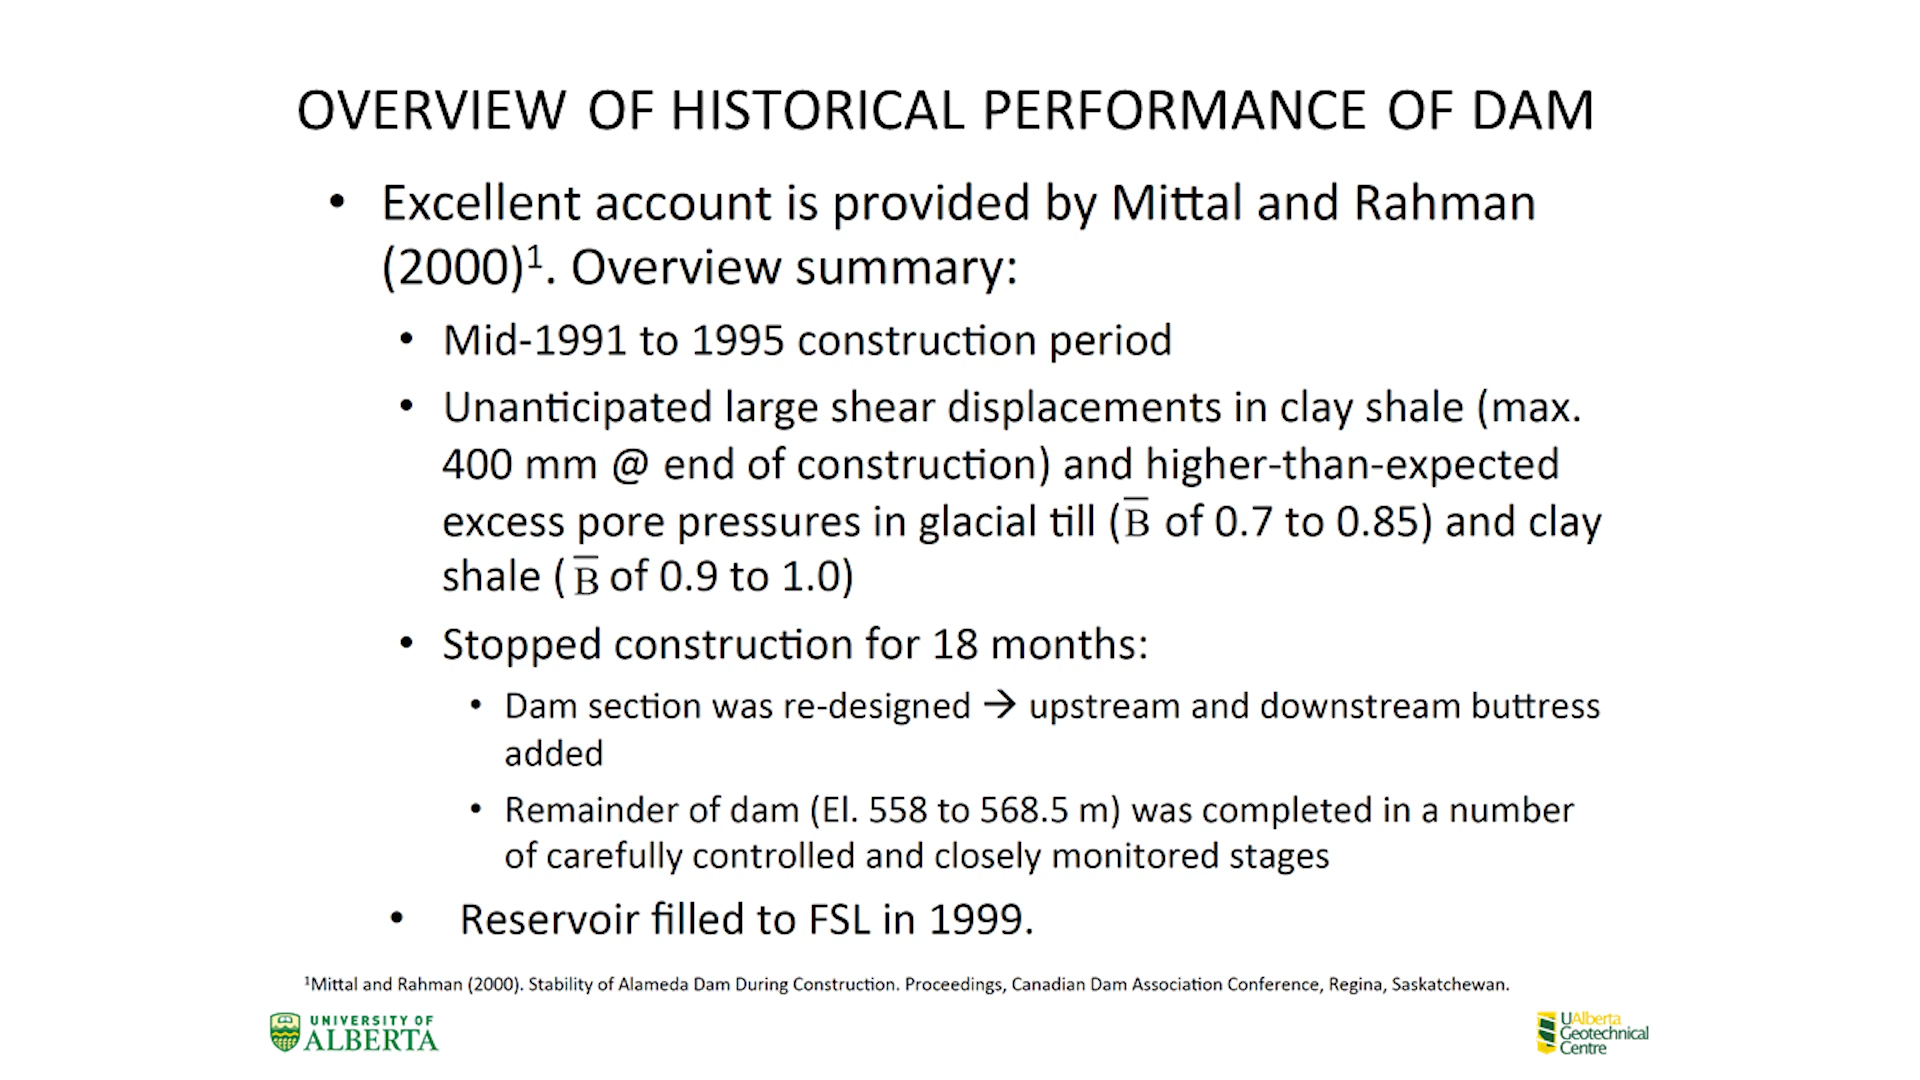 OVERVIEW OF HISTORICAL PERFORMANCE OF DAM
• Excellent account is provided by Mittal and Rahman
(2000)¹. Overview summary:
• Mid-1991 to 1995 construction period
• Unanticipated large shear displacements in clay shale (max.
400 mm @ end of construction) and higher-than-expected
excess pore pressures in glacial till (B̅ of 0.7 to 0.85) and clay
shale ( B̅ of 0.9 to 1.0)
• Stopped construction for 18 months:
• Dam section was re-designed → upstream and downstream buttress
added
• Remainder of dam (El. 558 to 568.5 m) was completed in a number
of carefully controlled and closely monitored stages
• Reservoir filled to FSL in 1999.
¹Mittal and Rahman (2000). Stability of Alameda Dam During Construction. Proceedings, Canadian Dam Association Conference, Regina, Saskatchewan.
UNIVERSITY OF
ALBERTA
UAlberta
Geotechnical
Centre